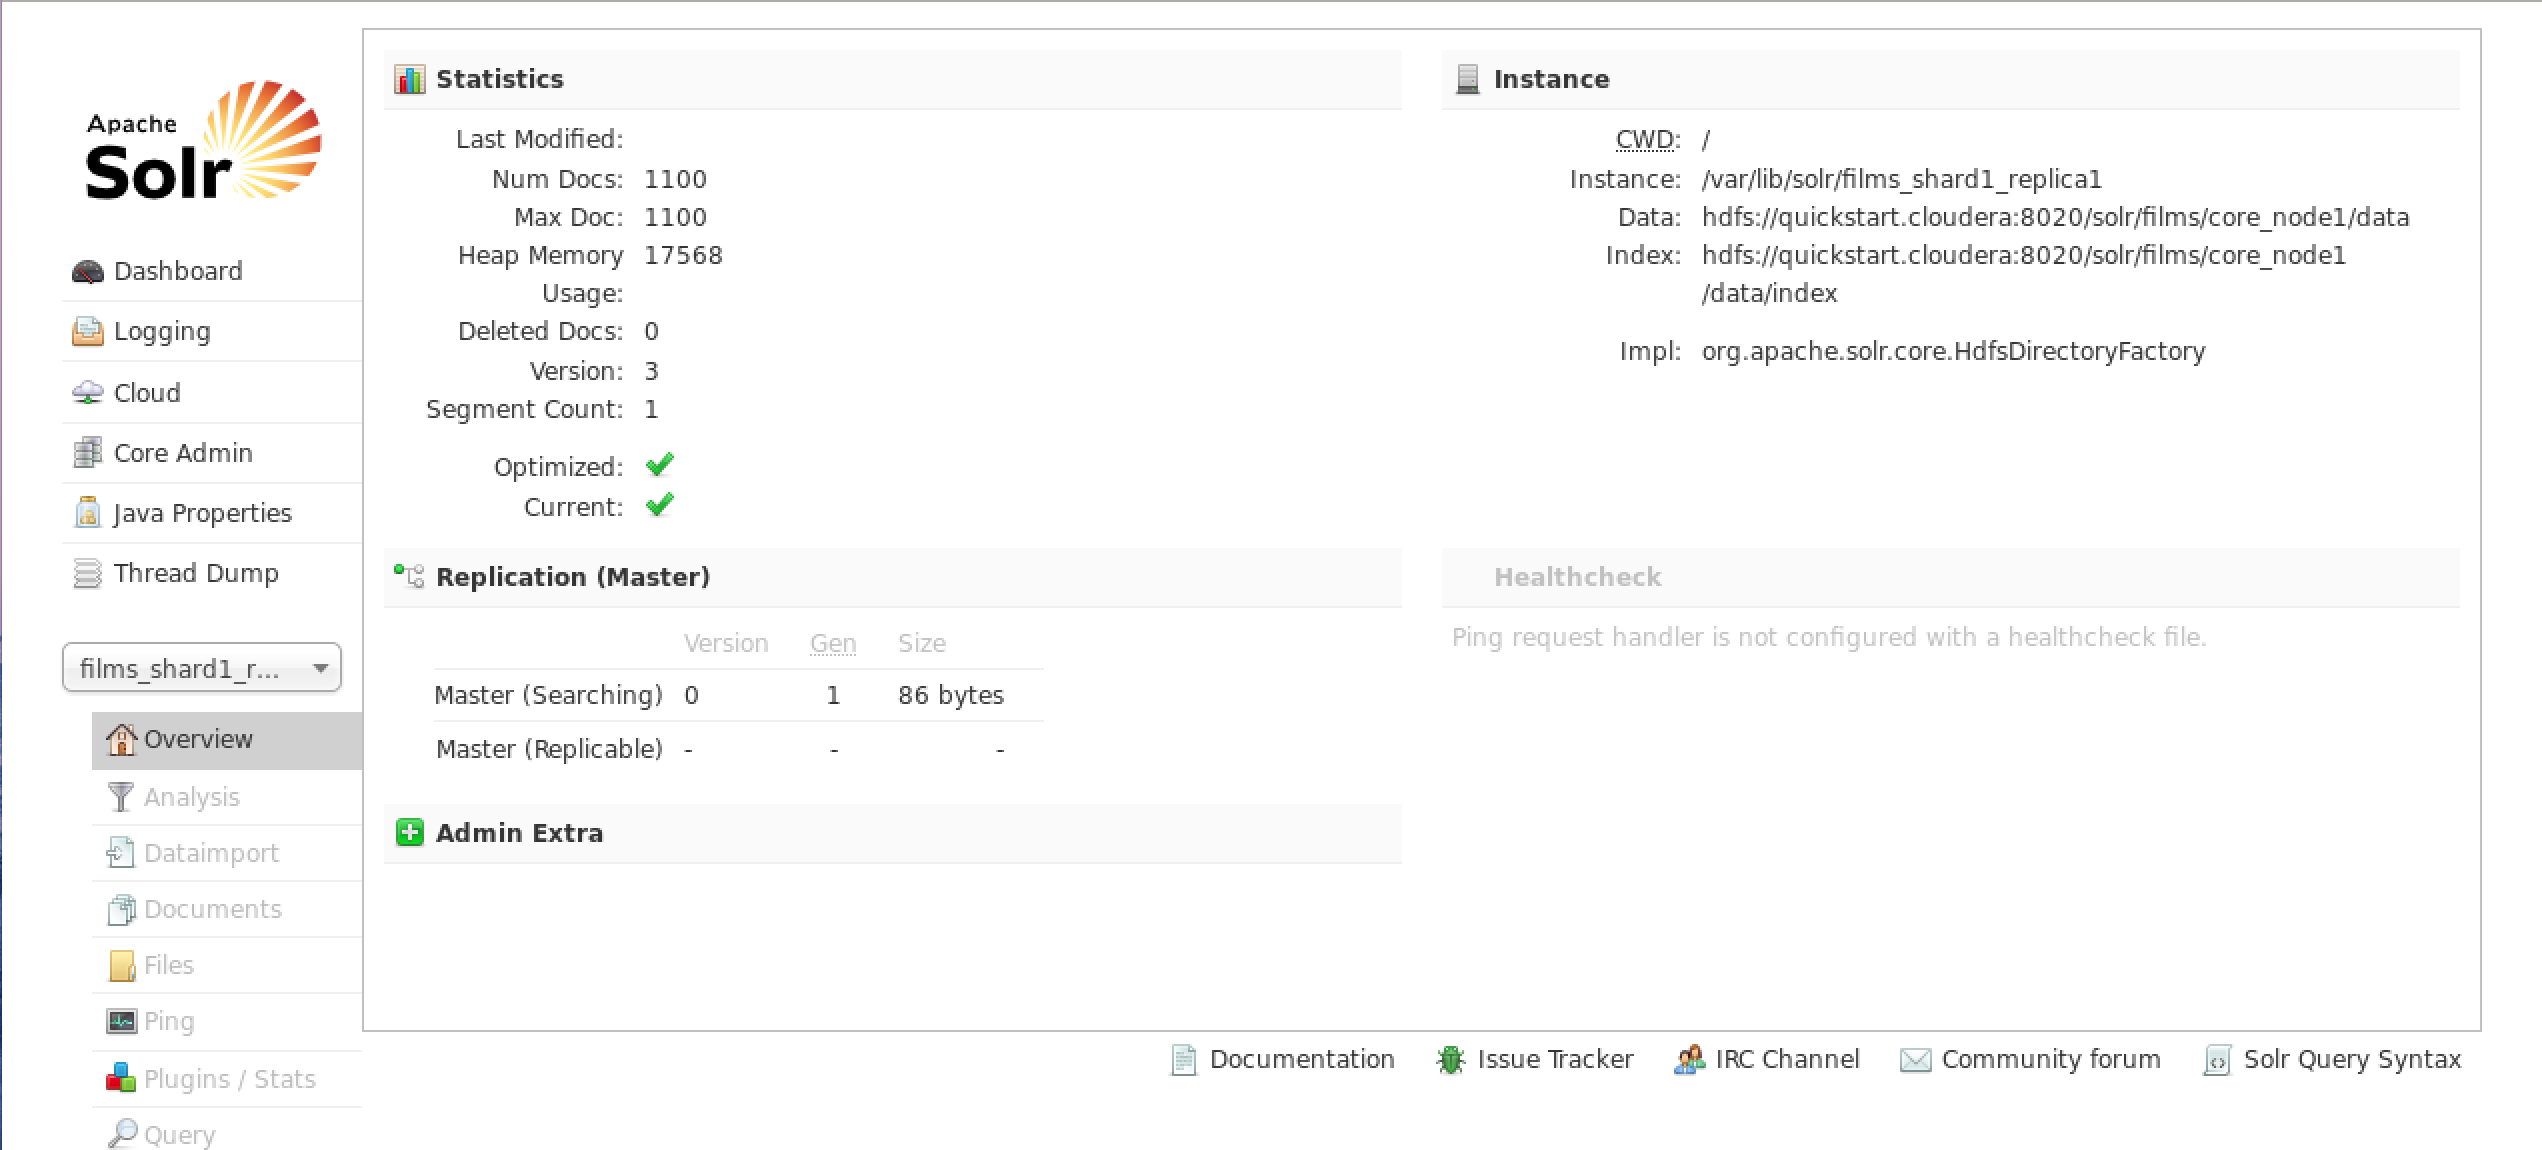 Apache
Solr
Dashboard
Logging
Cloud
Core Admin
Java Properties
Thread Dump
films_shard1_r...
Overview
Analysis
Dataimport
Documents
Files
Ping
Plugins / Stats
Query
Statistics
Last Modified:
Num Docs: 1100
Max Doc: 1100
Heap Memory 17568
Usage:
Deleted Docs: 0
Version: 3
Segment Count: 1
Optimized:
Current:
Instance
CWD: /
Instance: /var/lib/solr/films_shard1_replica1
Data: hdfs://quickstart.cloudera:8020/solr/films/core_node1/data
Index: hdfs://quickstart.cloudera:8020/solr/films/core_node1
/data/index
Impl: org.apache.solr.core.HdfsDirectoryFactory
Replication (Master)
Version Gen Size
Master (Searching) 0 1 86 bytes
Master (Replicable) - - -
Healthcheck
Ping request handler is not configured with a healthcheck file.
Admin Extra
Documentation Issue Tracker IRC Channel Community forum Solr Query Syntax